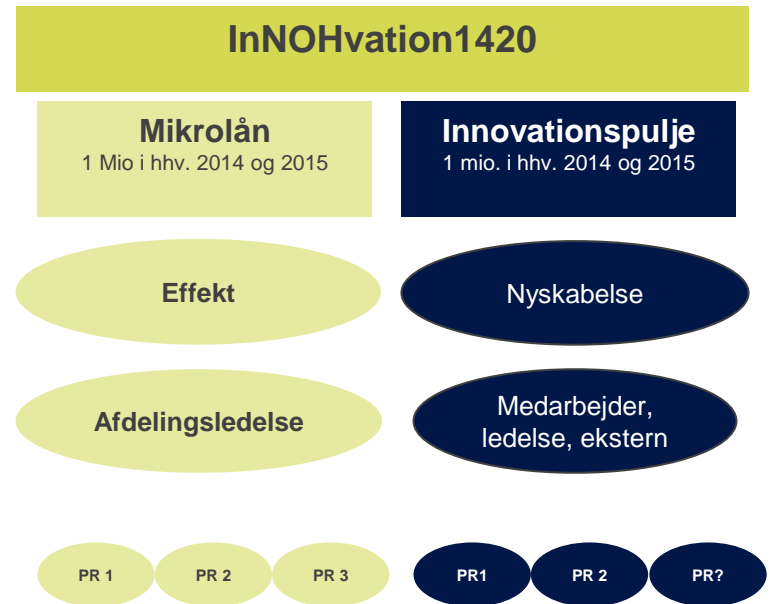 InNOHvation1420
Mikrolån
1 Mio i hhv. 2014 og 2015
Innovationspulje
1 mio. i hhv. 2014 og 2015
Effekt
Nyskabelse
Afdelingsledelse
Medarbejder,
ledelse, ekstern
PR 1
PR 2
PR 3
PR1
PR 2
PR?